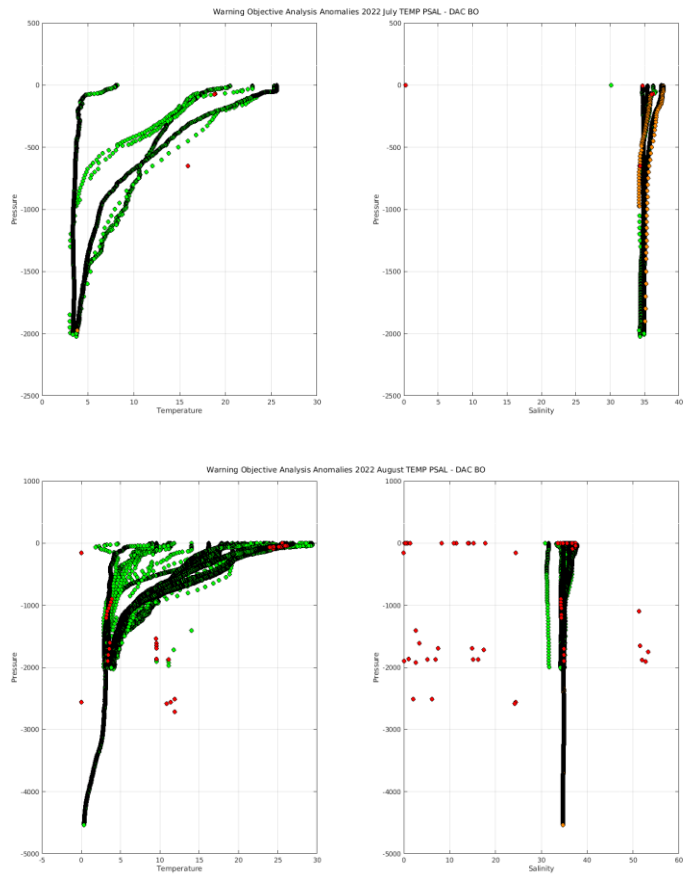 Warning Objective Analysis Anomalies 2022 July TEMP PSAL - DAC BO
500
0
-500
-1000
-1500
-2000
-2500
Pressure
0 5 10 15 20 25 30
Temperature
500
0
-500
-1000
-1500
-2000
-2500
Pressure
0 5 10 15 20 25 30 35 40
Salinity
Warning Objective Analysis Anomalies 2022 August TEMP PSAL - DAC BO
1000
0
-1000
-2000
-3000
-4000
-5000
Pressure
-5 0 5 10 15 20 25 30
Temperature
1000
0
-1000
-2000
-3000
-4000
-5000
Pressure
0 10 20 30 40 50 60
Salinity